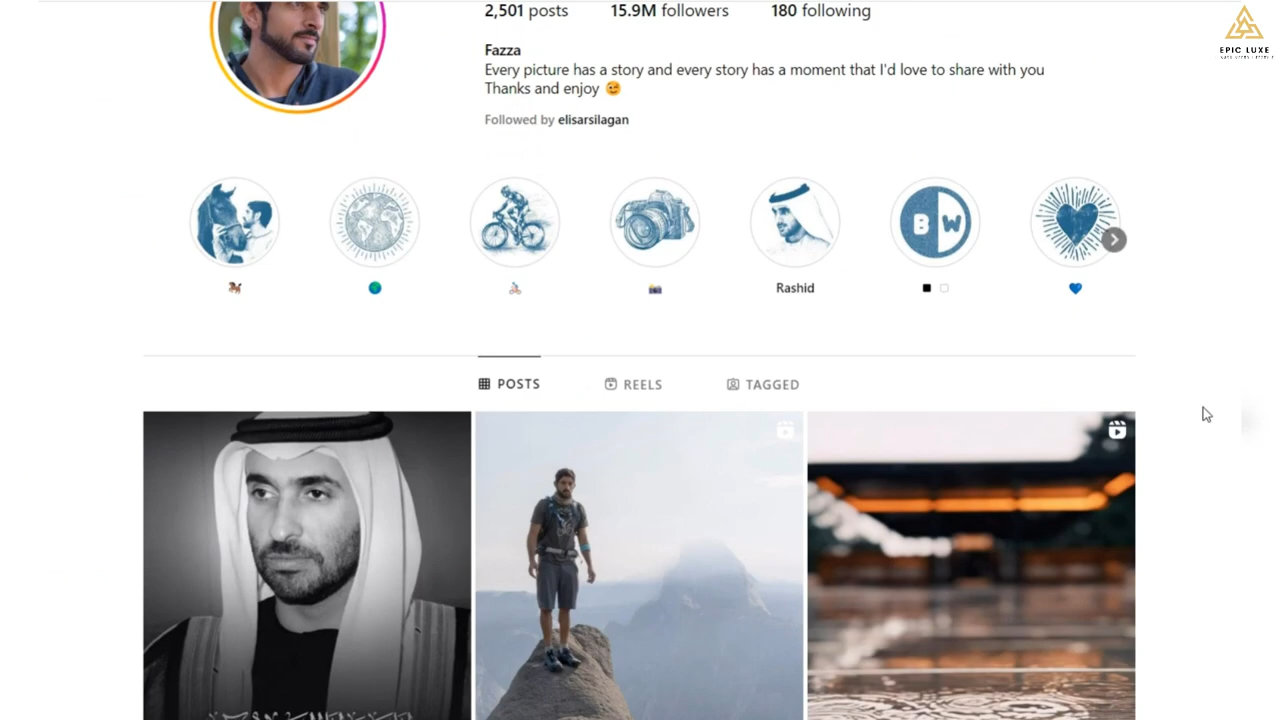 2,501 posts 15.9M followers 180 following
EPIC LUXE
Fazza
Every picture has a story and every story has a moment that I'd love to share with you
Thanks and enjoy 😉
Followed by elisarsilagan
B W
Rashid
POSTS REELS TAGGED